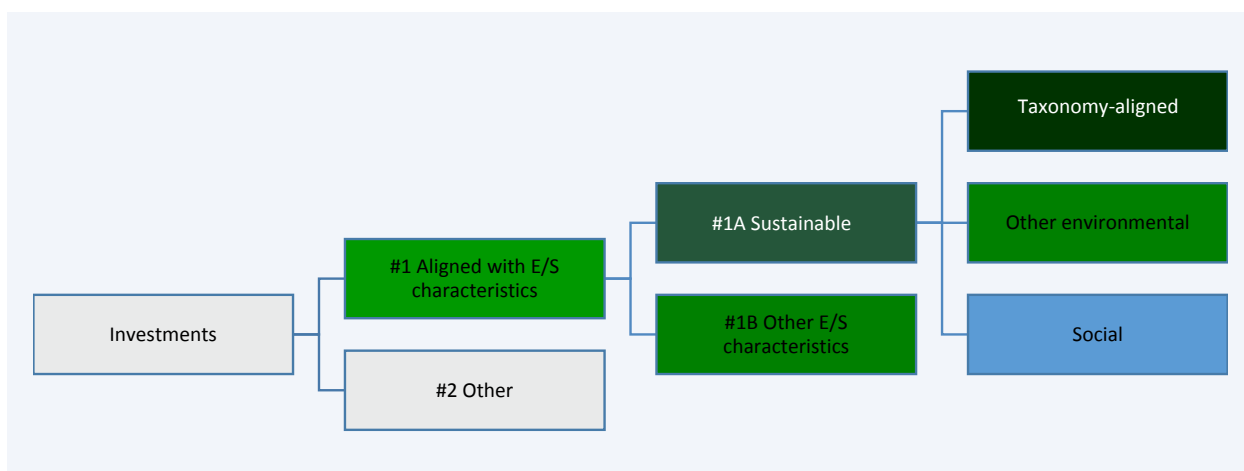 Investments
#1 Aligned with E/S
characteristics
#2 Other
#1A Sustainable
#1B Other E/S
characteristics
Taxonomy-aligned
Other environmental
Social